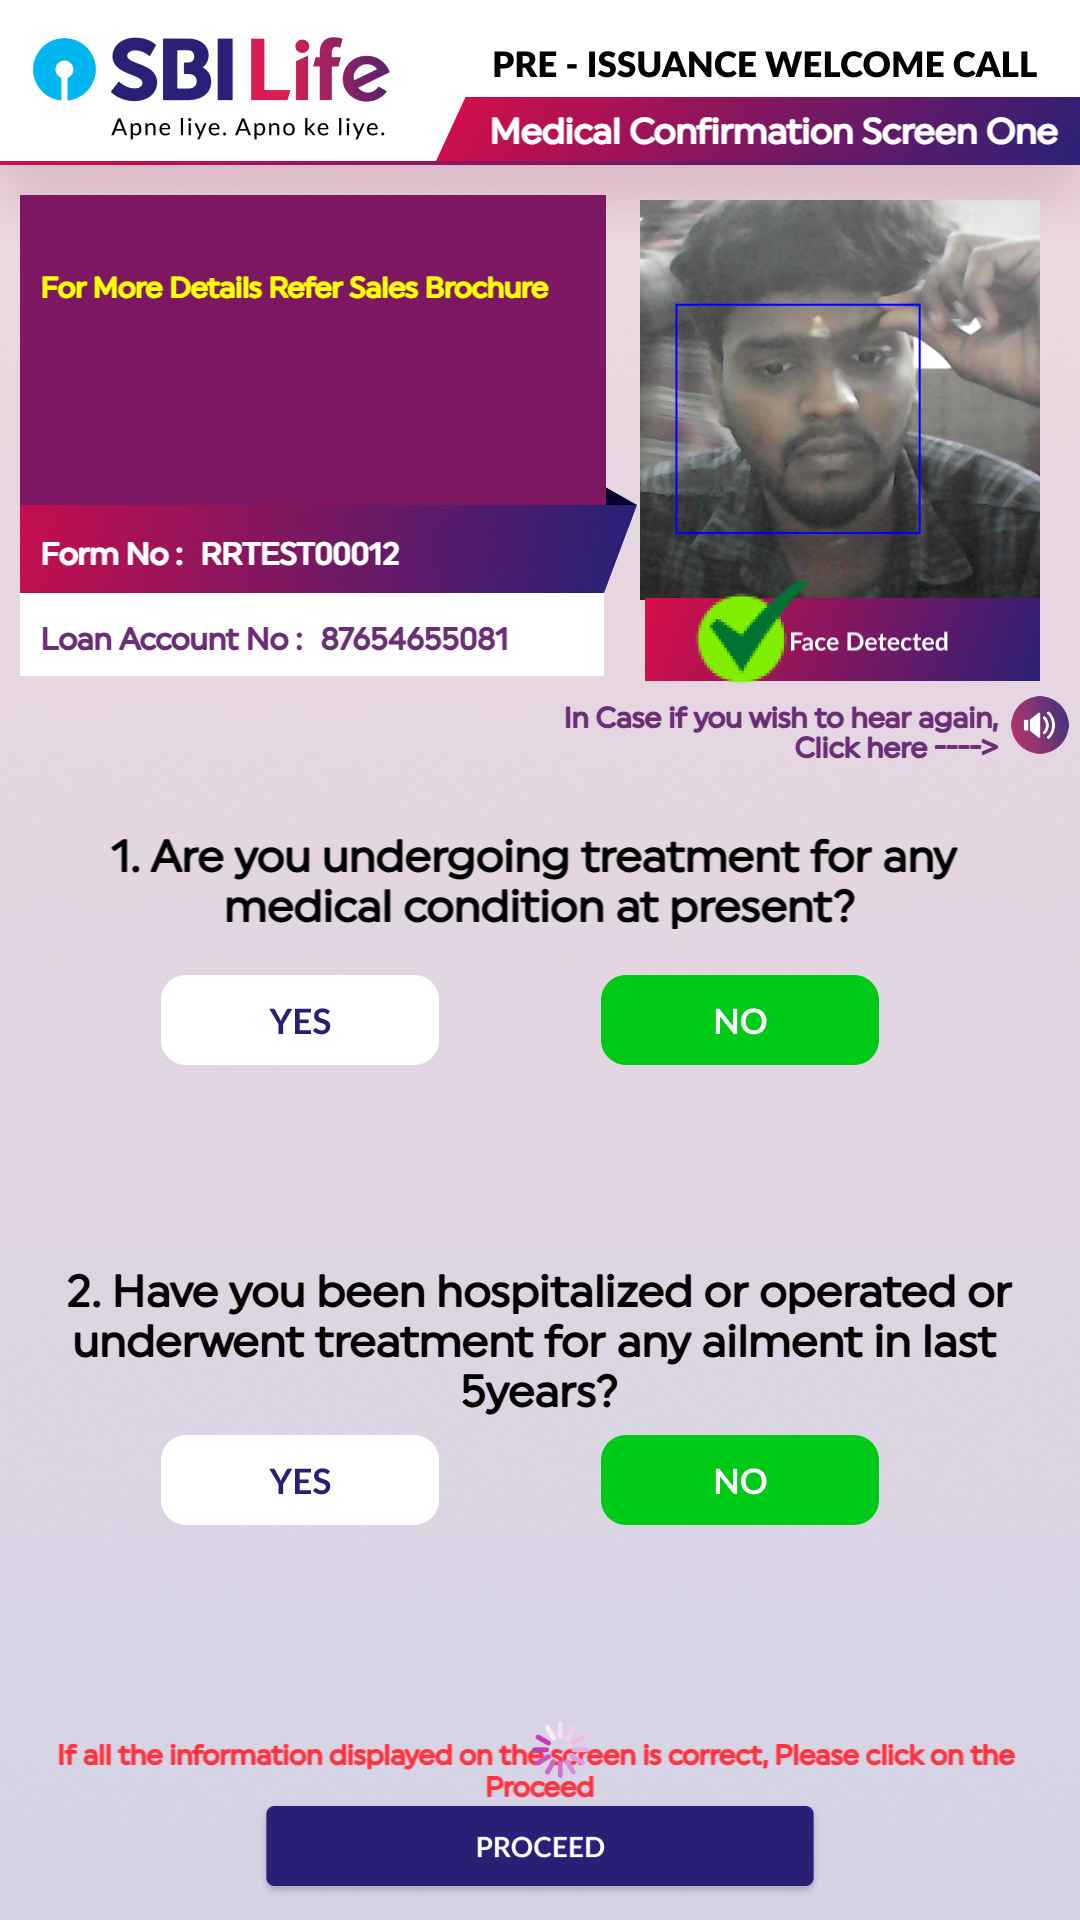 SBI Life
Apne liye. Apno ke liye.
PRE - ISSUANCE WELCOME CALL
Medical Confirmation Screen One
For More Details Refer Sales Brochure
Form No : RRTEST00012
Loan Account No : 87654655081
Face Detected
In Case if you wish to hear again,
Click here ---->
1. Are you undergoing treatment for any
medical condition at present?
YES
NO
2. Have you been hospitalized or operated or
underwent treatment for any ailment in last
5years?
YES
NO
If all the information displayed on the screen is correct, Please click on the
Proceed
PROCEED